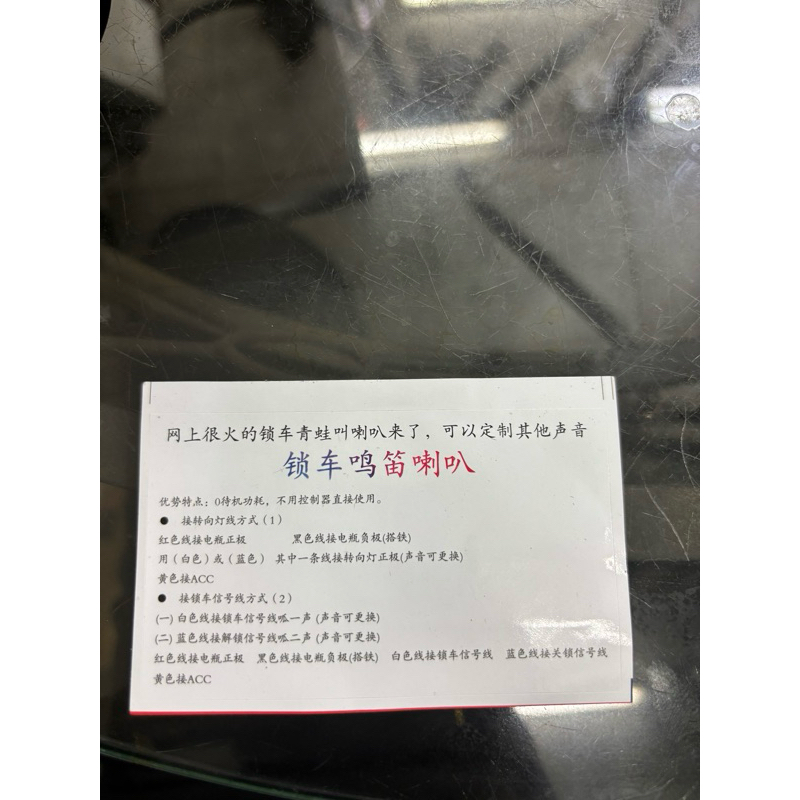 网上很火的锁车青蛙叫喇叭来了，可以定制其他声音
锁车鸣笛喇叭
优势特点：0待机功耗，不用控制器直接使用。
● 接转向灯线方式（1）
红色线接电瓶正极 黑色线接电瓶负极(搭铁)
用（白色）或（蓝色） 其中一条线接转向灯正极(声音可更换)
黄色接ACC
● 接锁车信号线方式（2）
(一) 白色线接锁车信号线呱一声 (声音可更换)
(二) 蓝色线接解锁信号线呱二声 (声音可更换)
红色线接电瓶正极 黑色线接电瓶负极(搭铁) 白色线接锁车信号线 蓝色线接关锁信号线
黄色接ACC